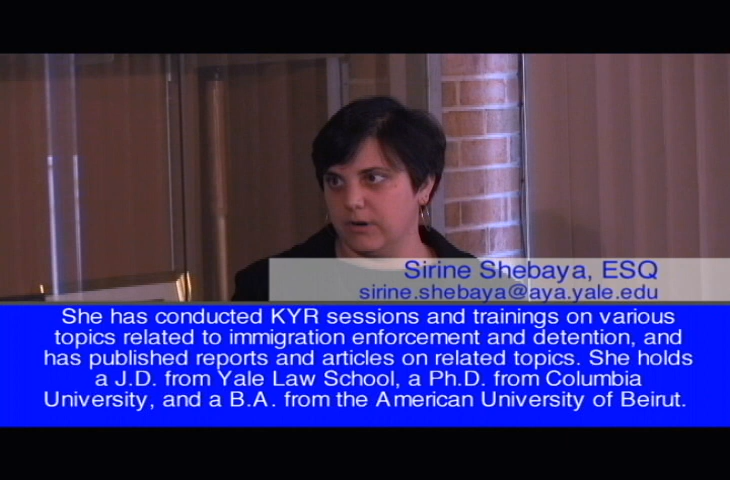 Sirine Shebaya, ESQ
sirine.shebaya@aya.yale.edu
She has conducted KYR sessions and trainings on various
topics related to immigration enforcement and detention, and
has published reports and articles on related topics. She holds
a J.D. from Yale Law School, a Ph.D. from Columbia
University, and a B.A. from the American University of Beirut.